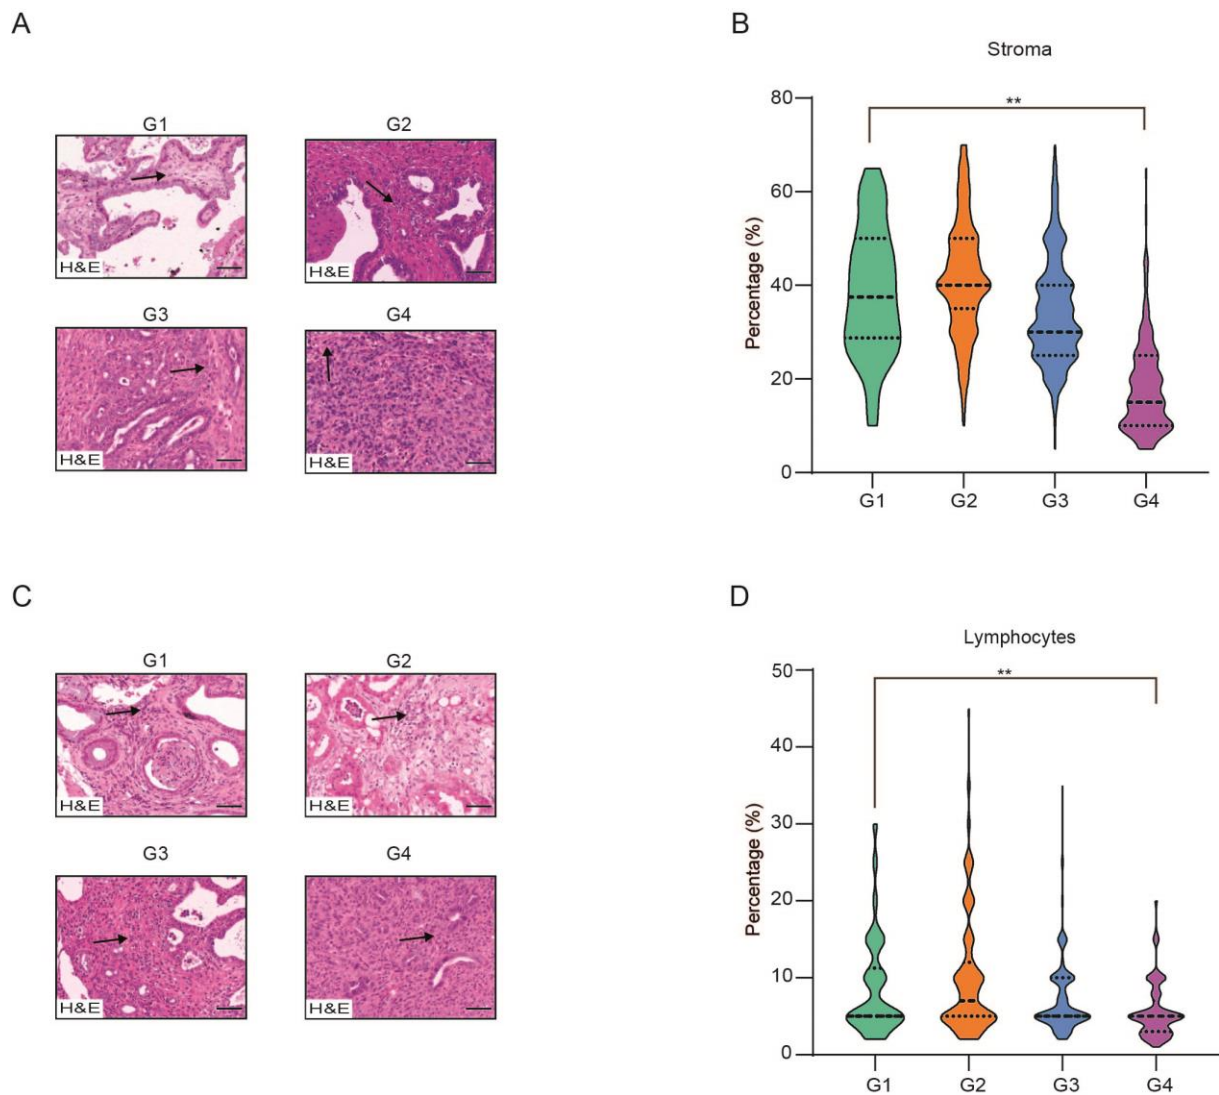 A
G1
G2
H&E
H&E
G3
G4
H&E
H&E
B
Stroma
**
80
60
40
20
0
Percentage (%)
G1 G2 G3 G4
C
G1
G2
H&E
H&E
G3
G4
H&E
H&E
D
Lymphocytes
**
50
40
30
20
10
0
Percentage (%)
G1 G2 G3 G4